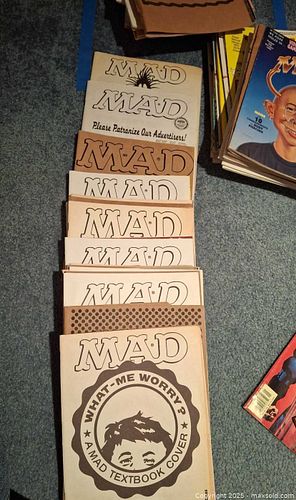 MAD
MAD
Please Patronize Our Advertisers!
MAD
MAD
MAD
MAD
MAD
MAD
WHAT-ME WORRY?
A MAD TEXTBOOK COVER
18
Copyright 2025 - maxsold.com